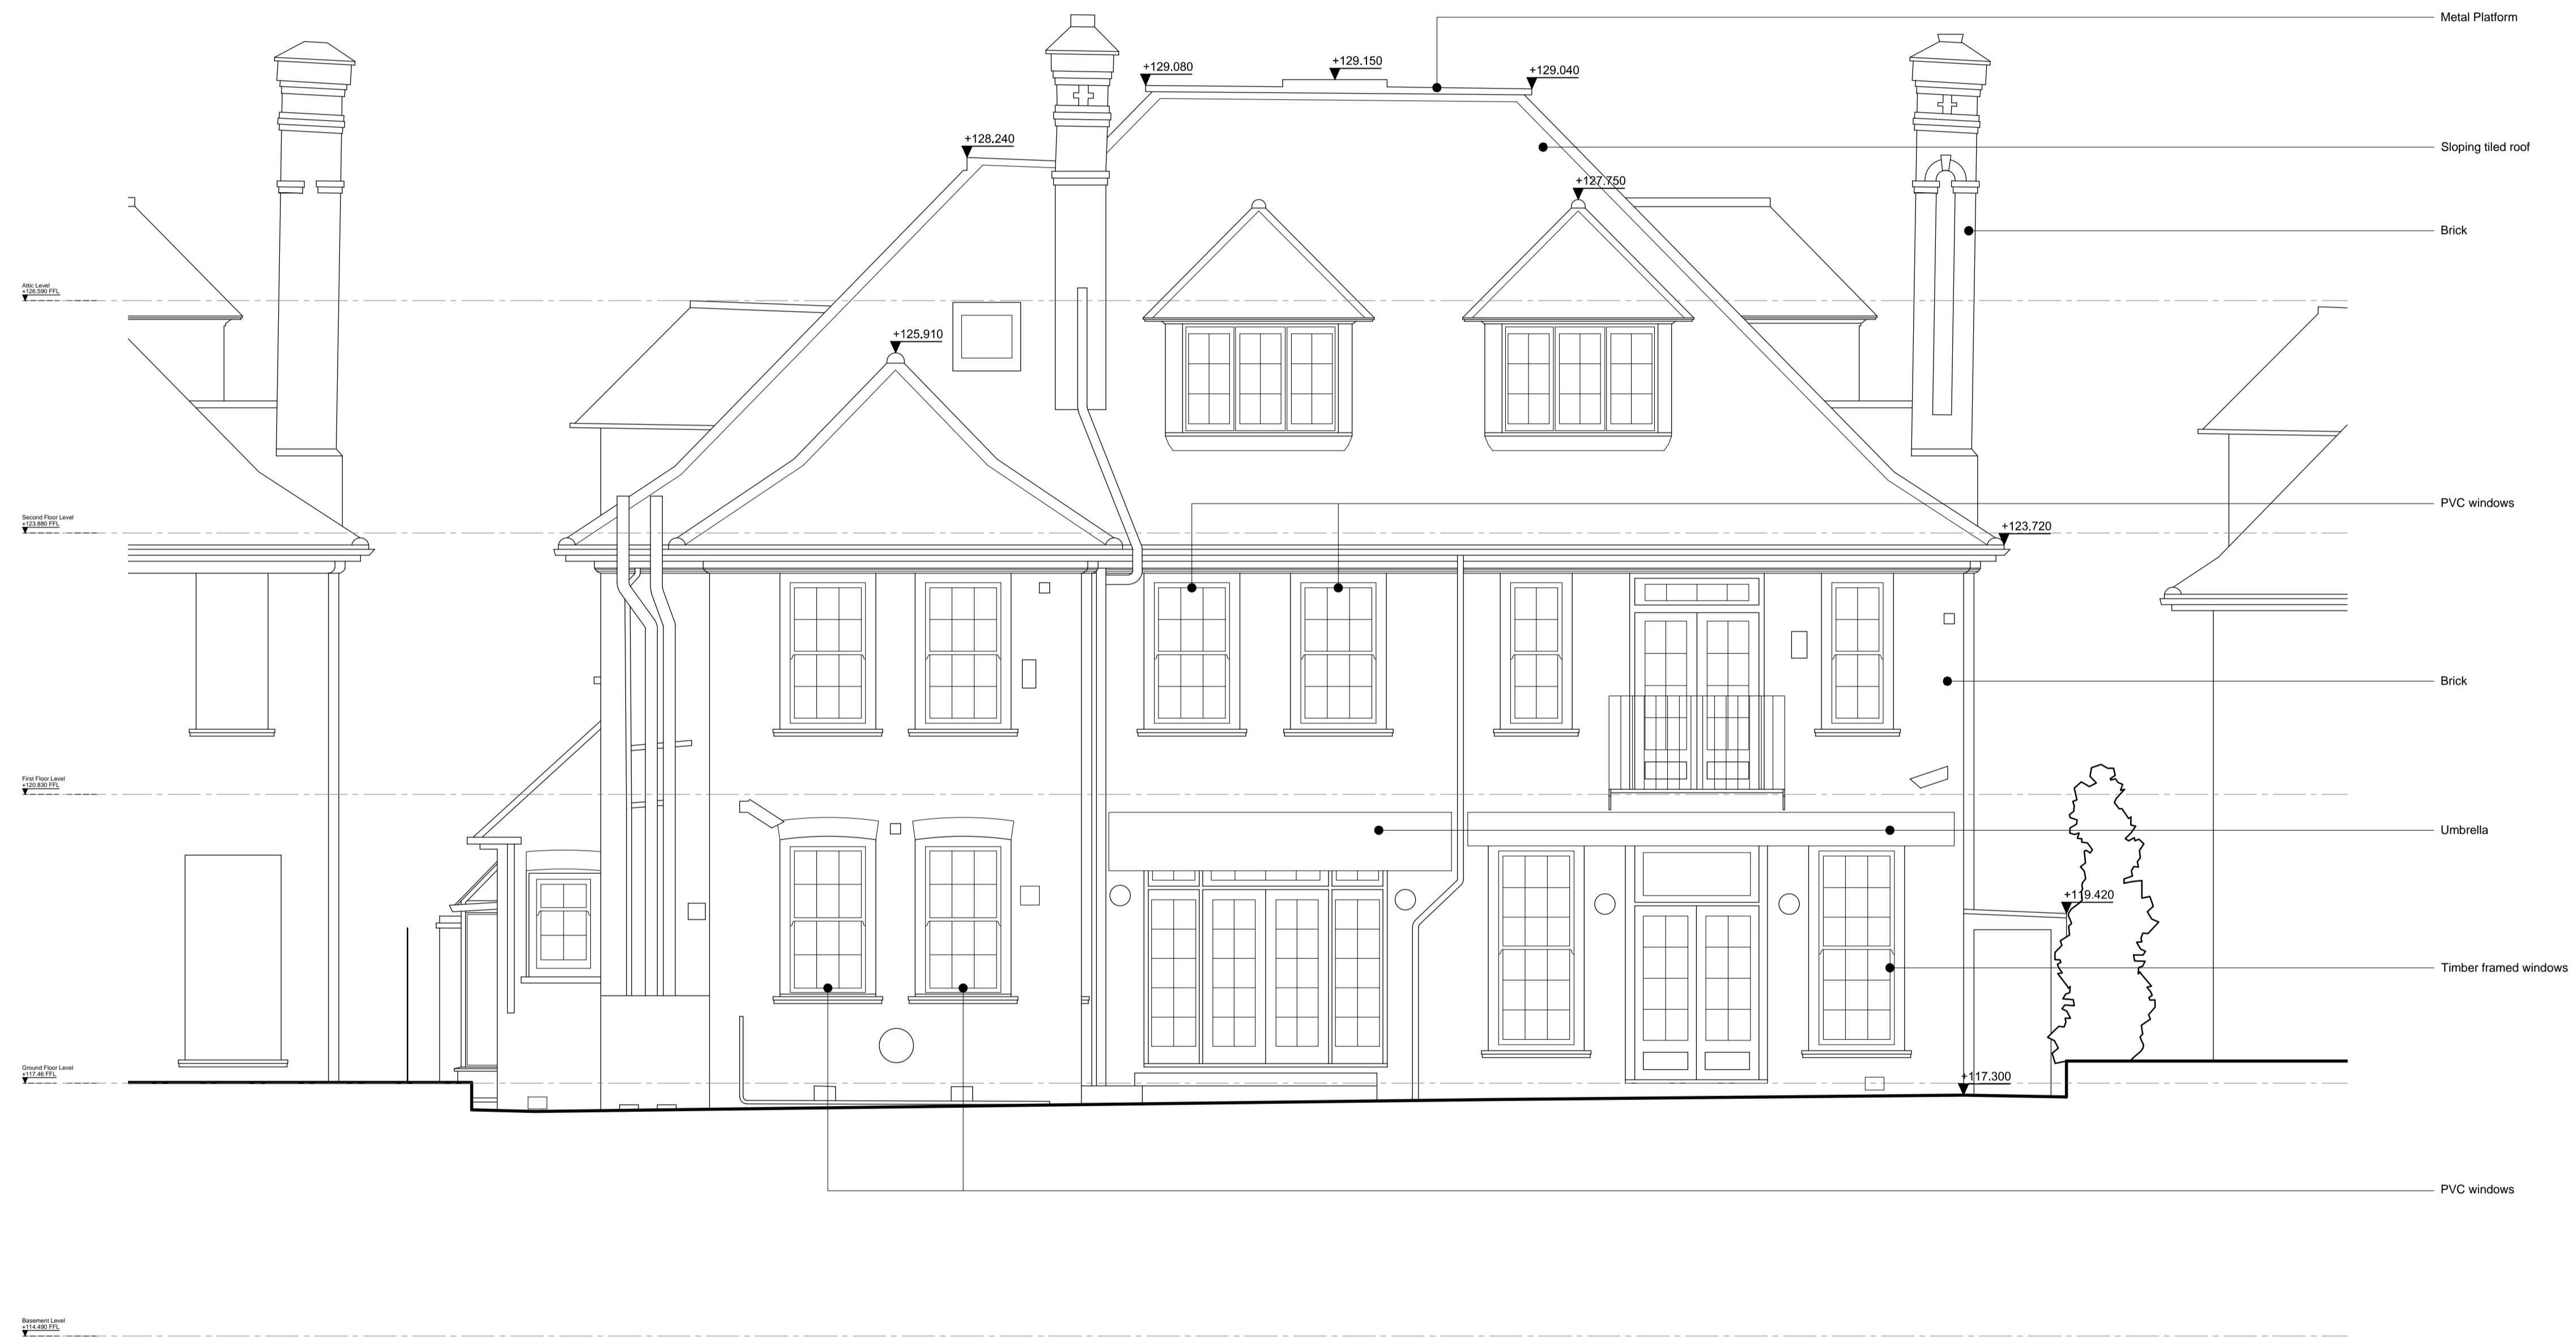 Metal Platform
+129.150
+129.080
+129.040
+128.240
Sloping tiled roof
+127.750
Brick
Attic Level
+126.590 FFL
+125.910
PVC windows
Second Floor Level
+123.880 FFL
+123.720
Brick
First Floor Level
+120.830 FFL
Umbrella
+119.420
Timber framed windows
Ground Floor Level
+117.46 FFL
+117.300
PVC windows
Basement Level
+114.490 FFL